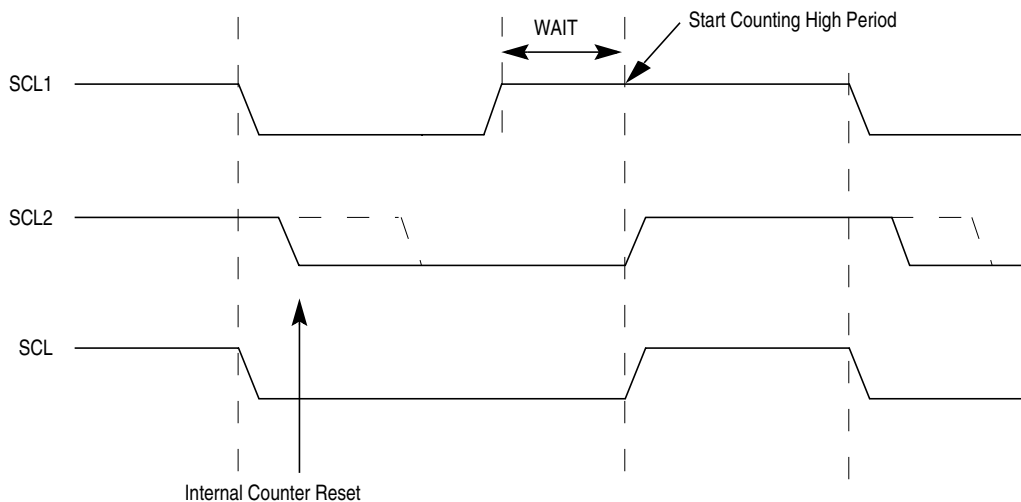 WAIT
Start Counting High Period
SCL1
SCL2
SCL
Internal Counter Reset